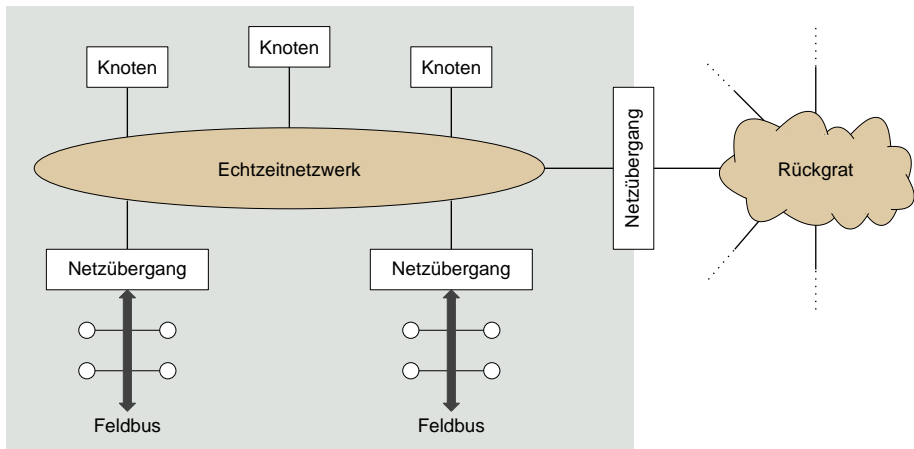 Knoten
Knoten
Knoten
Echtzeitnetzwerk
Netzübergang
Rückgrat
Netzübergang
Netzübergang
Feldbus
Feldbus